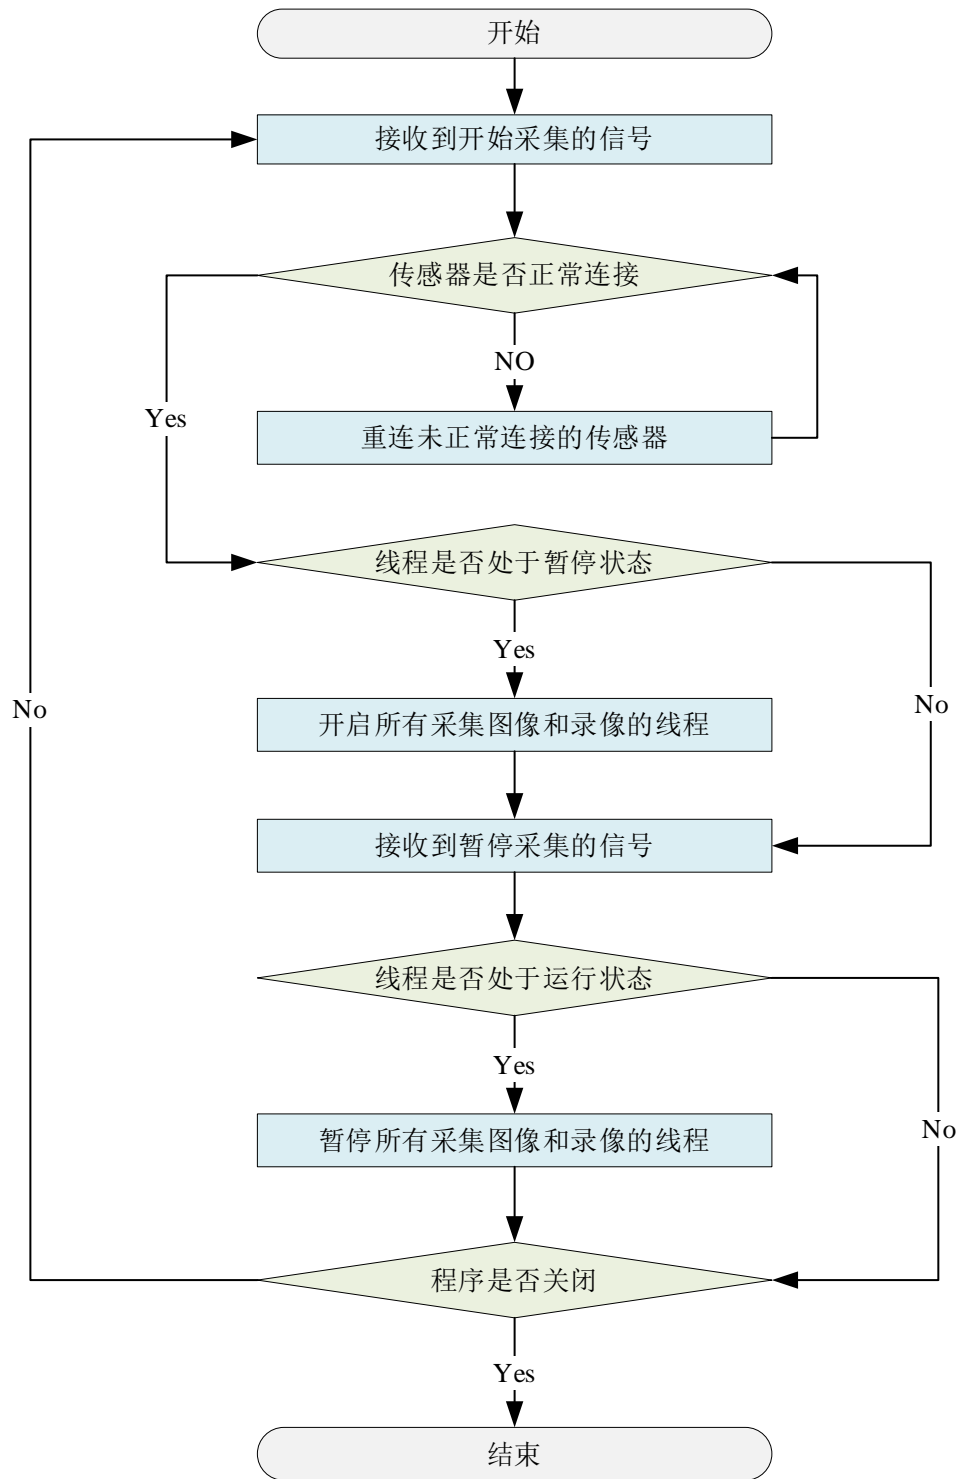 开始
接收到开始采集的信号
传感器是否正常连接
NO
Yes
重连未正常连接的传感器
线程是否处于暂停状态
Yes
No
No
开启所有采集图像和录像的线程
接收到暂停采集的信号
线程是否处于运行状态
Yes
No
暂停所有采集图像和录像的线程
程序是否关闭
Yes
结束